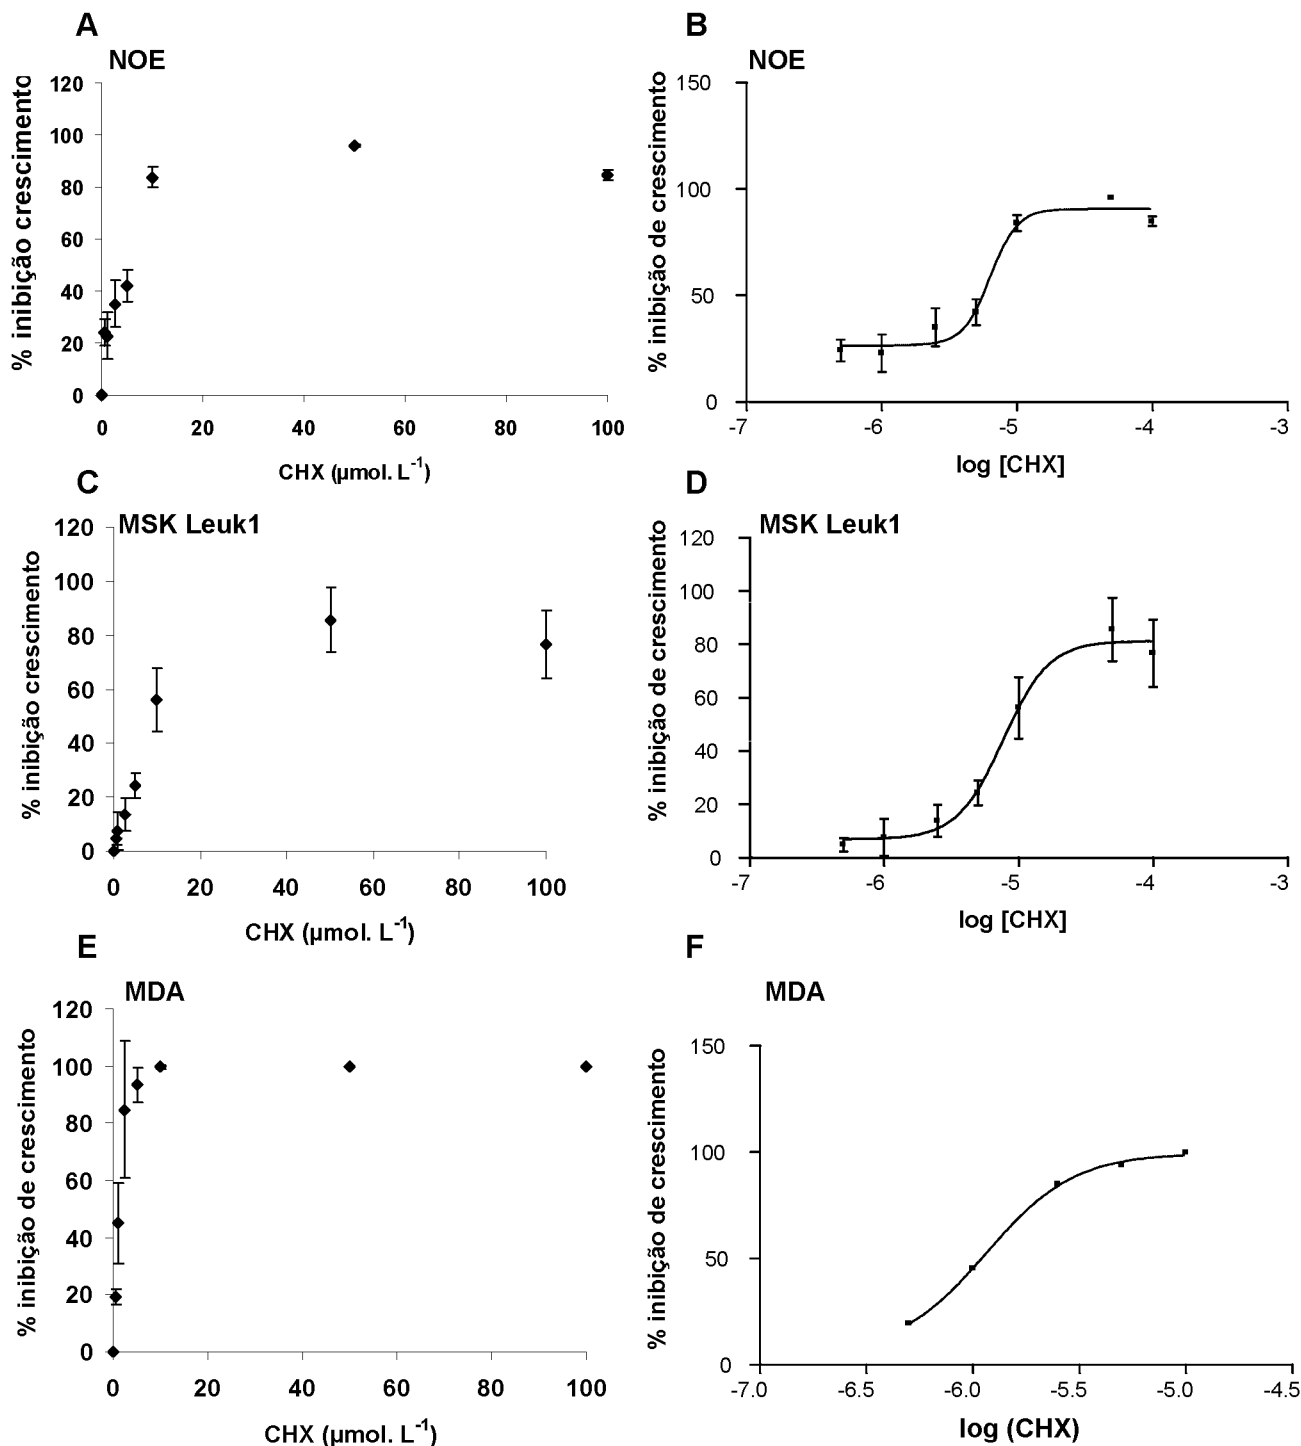 A
NOE
% inibição crescimento
120
100
80
60
40
20
0
0 20 40 60 80 100
CHX (µmol. L-1)
B
NOE
% inibição de crescimento
150
100
50
0
-7 -6 -5 -4 -3
log [CHX]
C
MSK Leuk1
% inibição crescimento
120
100
80
60
40
20
0
0 20 40 60 80 100
CHX (µmol. L-1)
D
MSK Leuk1
% inibição de crescimento
120
100
80
60
40
20
0
-7 -6 -5 -4 -3
log [CHX]
E
MDA
% inibição de crescimento
120
100
80
60
40
20
0
0 20 40 60 80 100
CHX (µmol. L-1)
F
MDA
% inibição de crescimento
150
100
50
0
-7.0 -6.5 -6.0 -5.5 -5.0 -4.5
log (CHX)